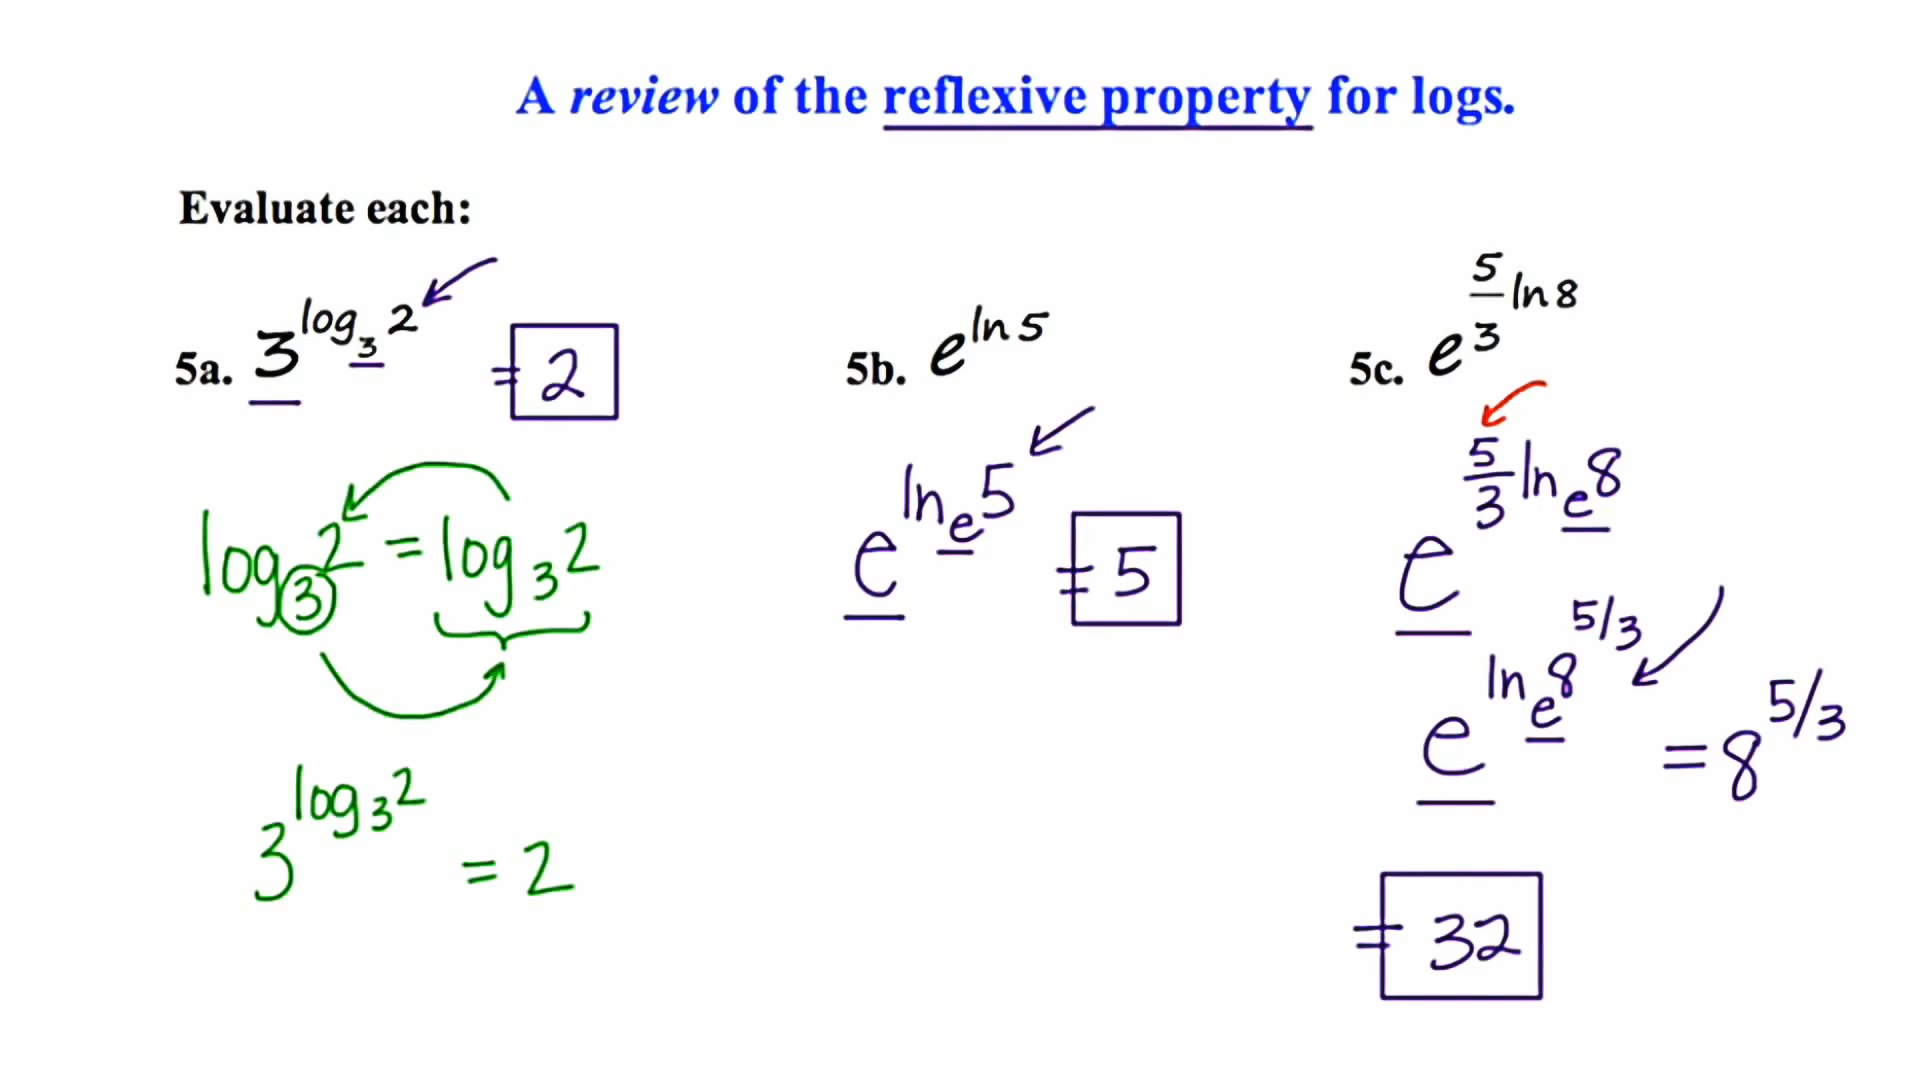 A review of the reflexive property for logs.
Evaluate each:
5a. 3^{log_3 2} = 2
log_3 2 = log_3 2
3^{log_3 2} = 2
5b. e^{ln 5}
e^{ln_e 5} = 5
5c. e^{5/3 ln 8}
e^{5/3 ln_e 8}
e^{ln_e 8^{5/3}} = 8^{5/3}
= 32